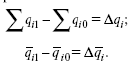 ∑q_{i1} − ∑q_{i0} = Δq_i;
q̅_{i1} − q̅_{i0} = Δq̅_i.